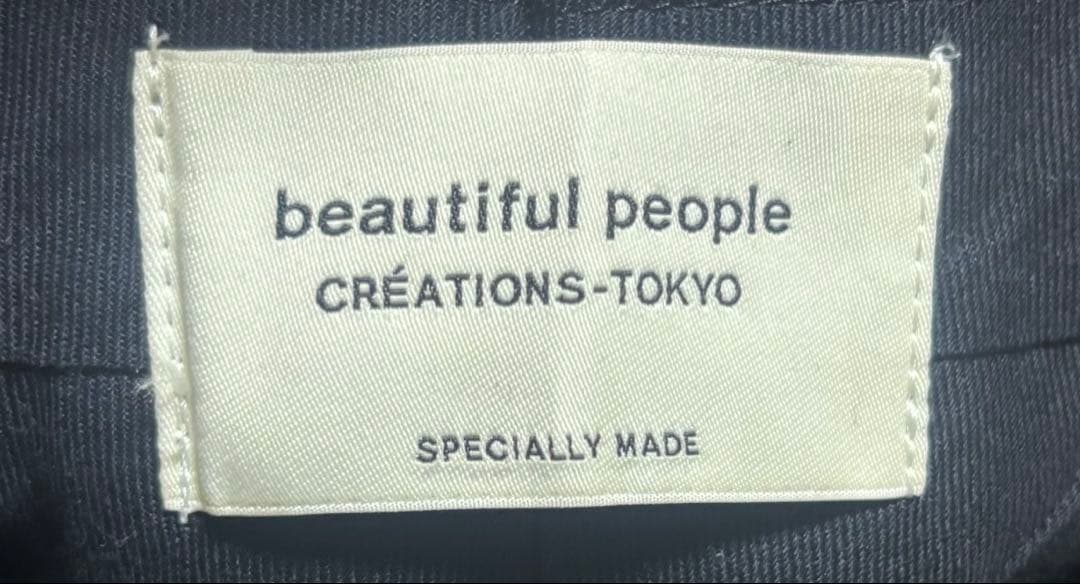 beautiful people
CRÉATIONS-TOKYO
SPECIALLY MADE